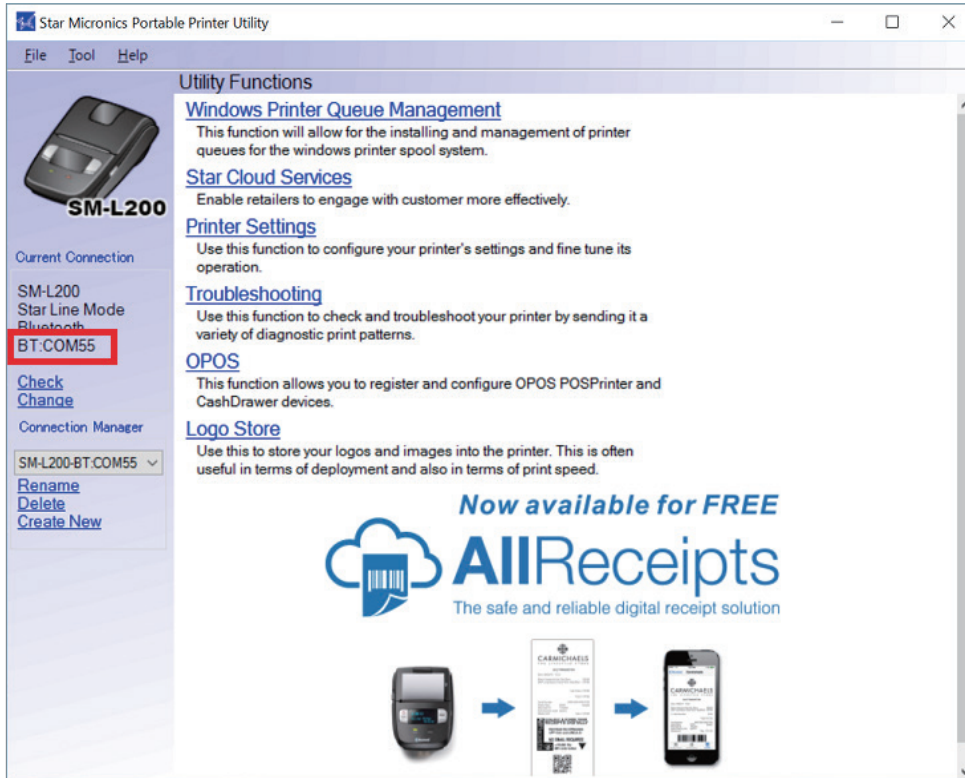 Star Micronics Portable Printer Utility
File Tool Help
SM-L200
Current Connection
SM-L200
Star Line Mode
Bluetooth
BT:COM55
Check
Change
Connection Manager
SM-L200-BT:COM55
Rename
Delete
Create New
Utility Functions
Windows Printer Queue Management
This function will allow for the installing and management of printer
queues for the windows printer spool system.
Star Cloud Services
Enable retailers to engage with customer more effectively.
Printer Settings
Use this function to configure your printer's settings and fine tune its
operation.
Troubleshooting
Use this function to check and troubleshoot your printer by sending it a
variety of diagnostic print patterns.
OPOS
This function allows you to register and configure OPOS POSPrinter and
CashDrawer devices.
Logo Store
Use this to store your logos and images into the printer. This is often
useful in terms of deployment and also in terms of print speed.
Now available for FREE
AllReceipts
The safe and reliable digital receipt solution
CARMICHAELS
CARMICHAELS